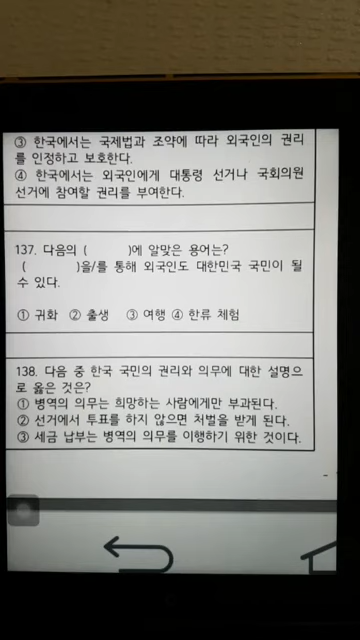 ③ 한국에서는 국제법과 조약에 따라 외국인의 권리
를 인정하고 보호한다.
④ 한국에서는 외국인에게 대통령 선거나 국회의원
선거에 참여할 권리를 부여한다.
137. 다음의 (        )에 알맞은 용어는?
(        )을/를 통해 외국인도 대한민국 국민이 될
수 있다.
① 귀화 ② 출생 ③ 여행 ④ 한류 체험
138. 다음 중 한국 국민의 권리와 의무에 대한 설명으
로 옳은 것은?
① 병역의 의무는 희망하는 사람에게만 부과된다.
② 선거에서 투표를 하지 않으면 처벌을 받게 된다.
③ 세금 납부는 병역의 의무를 이행하기 위한 것이다.